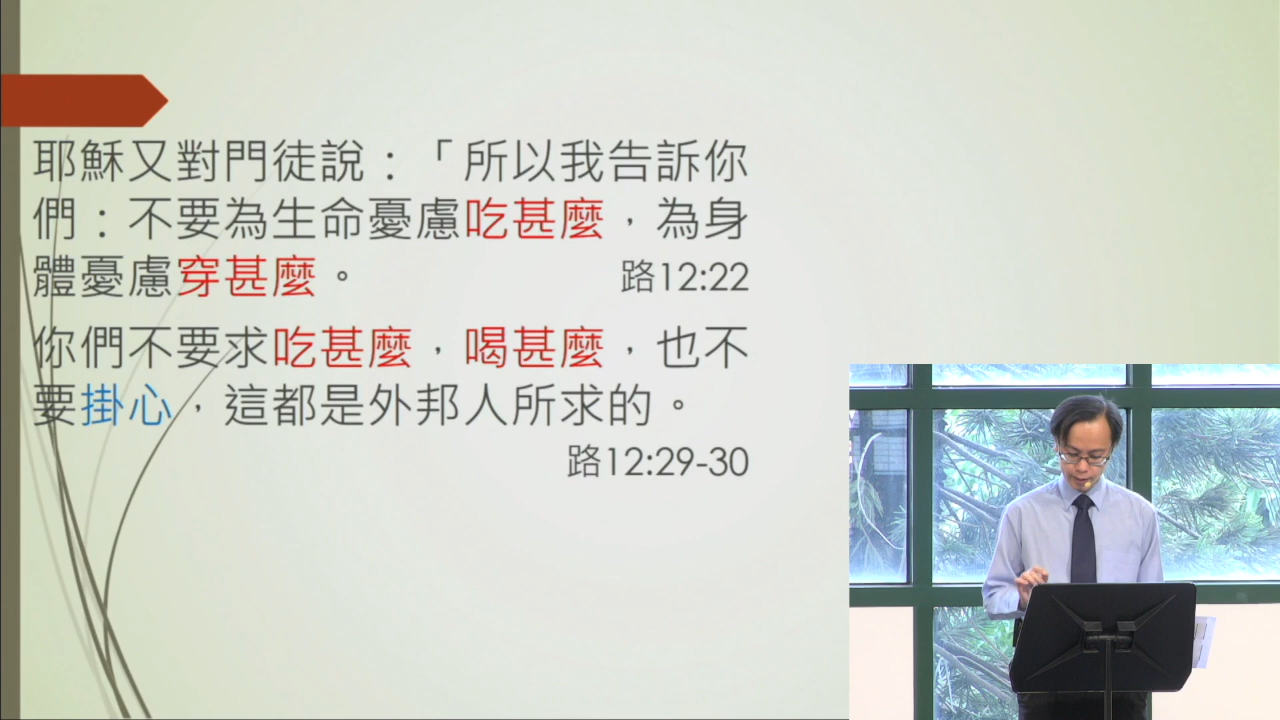 耶穌又對門徒說：「所以我告訴你
們：不要為生命憂慮吃甚麼，為身
體憂慮穿甚麼。 路12:22
你們不要求吃甚麼，喝甚麼，也不
要掛心，這都是外邦人所求的。
路12:29-30